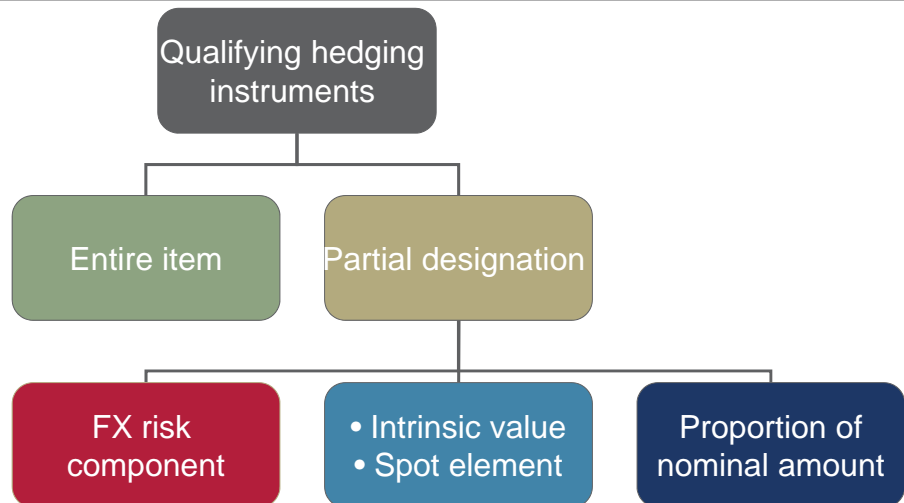 Qualifying hedging
instruments
Entire item
Partial designation
FX risk
component
• Intrinsic value
• Spot element
Proportion of
nominal amount